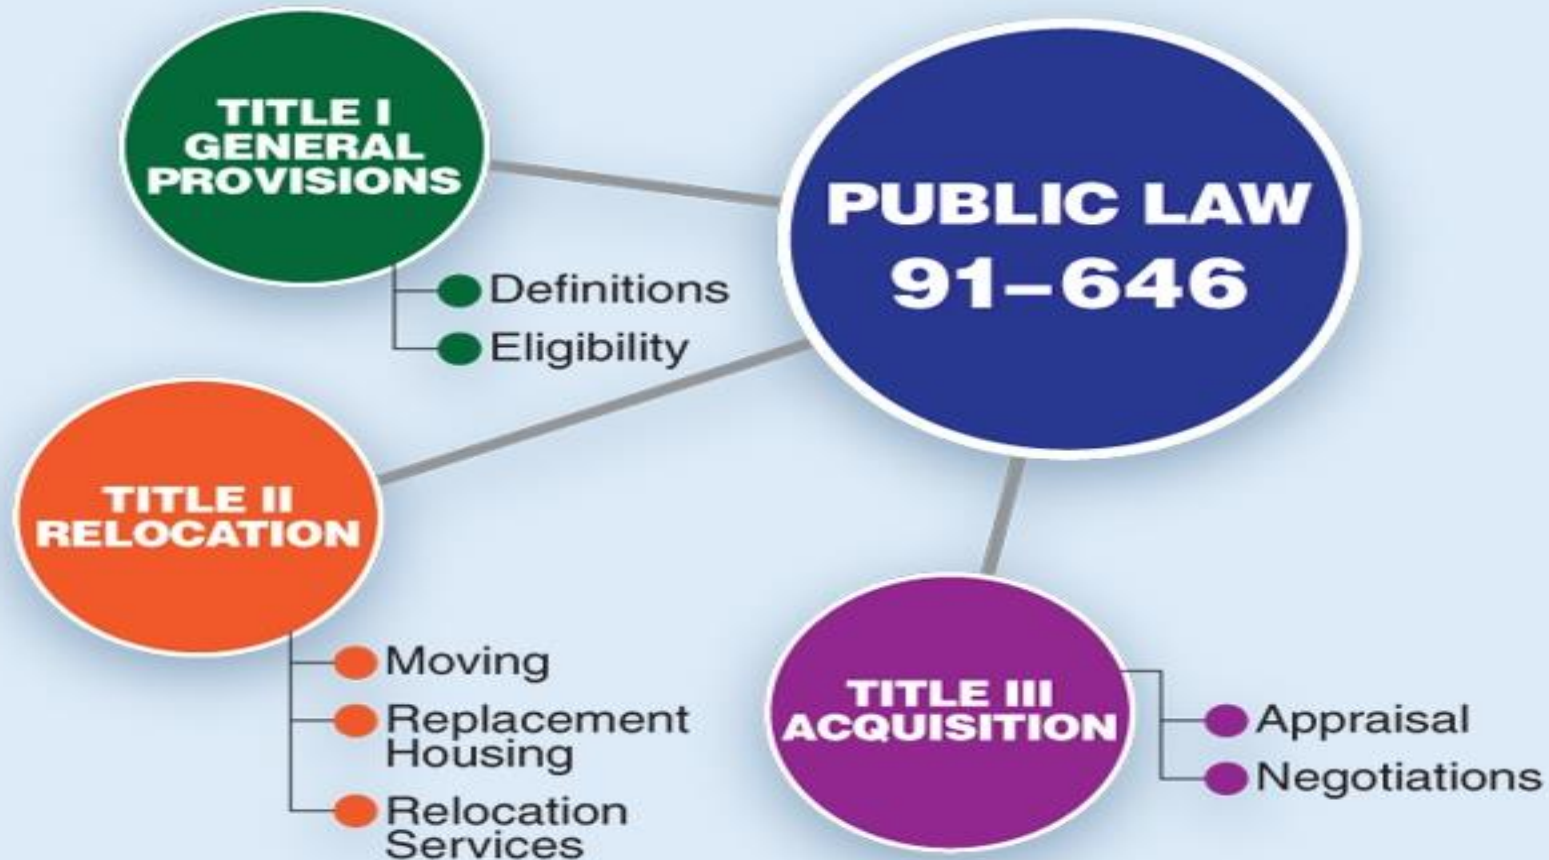 TITLE I
GENERAL
PROVISIONS
Definitions
Eligibility
PUBLIC LAW
91–646
TITLE II
RELOCATION
Moving
Replacement
Housing
Relocation
Services
TITLE III
ACQUISITION
Appraisal
Negotiations